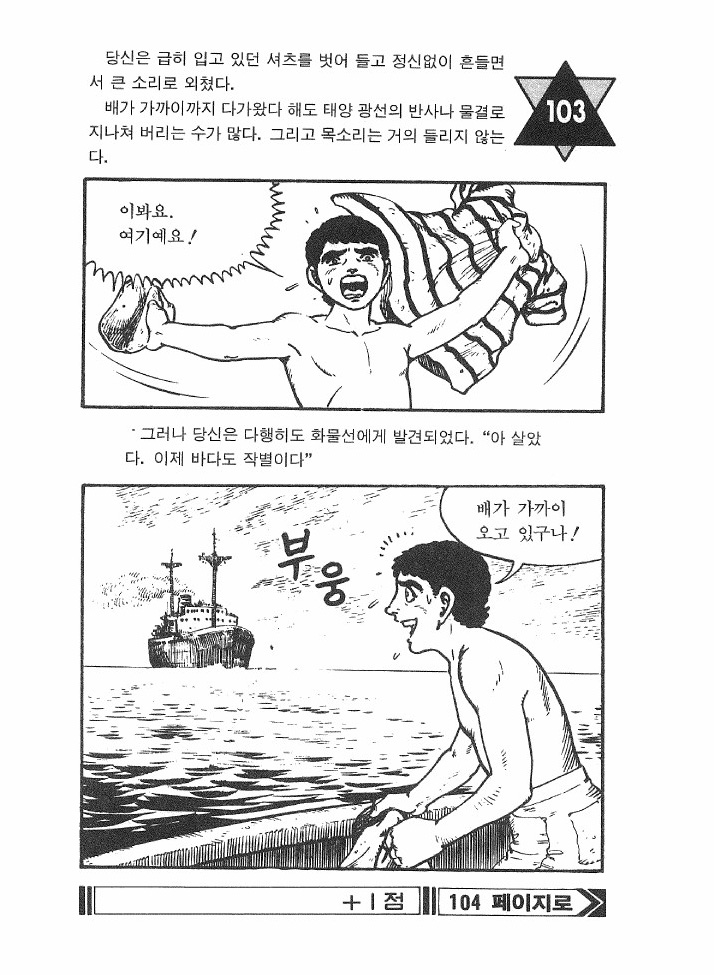 당신은 급히 입고 있던 셔츠를 벗어 들고 정신없이 흔들면
서 큰 소리로 외쳤다.
배가 가까이까지 다가왔다 해도 태양 광선의 반사나 물결로
지나쳐 버리는 수가 많다. 그리고 목소리는 거의 들리지 않는
다.
103
이봐요.
여기예요!
그러나 당신은 다행히도 화물선에게 발견되었다. “아 살았
다. 이제 바다도 작별이다”
배가 가까이
오고 있구나!
부웅
+1점
104 페이지로